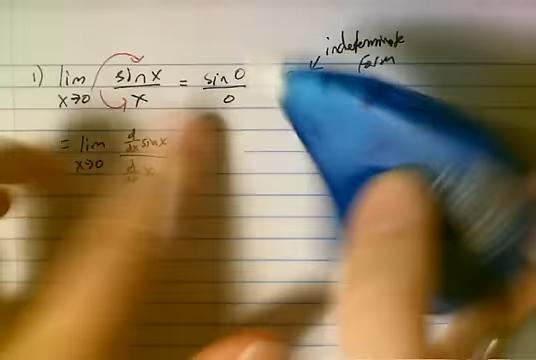 indeterminate
form
1) lim x→0 sin x / x = sin 0 / 0
= lim x→0 d/dx sin x / d/dx x